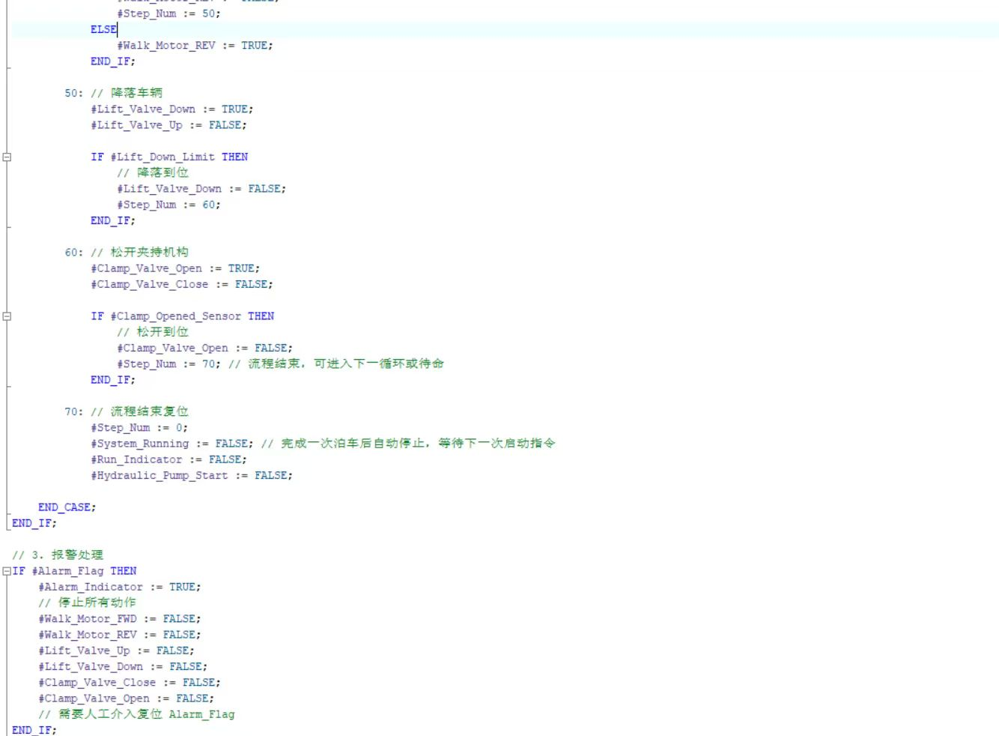 #Step_Num := 50;
ELSE
#Walk_Motor_REV := TRUE;
END_IF;
50: // 降落车辆
#Lift_Valve_Down := TRUE;
#Lift_Valve_Up := FALSE;
IF #Lift_Down_Limit THEN
// 降落到位
#Lift_Valve_Down := FALSE;
#Step_Num := 60;
END_IF;
60: // 松开夹持机构
#Clamp_Valve_Open := TRUE;
#Clamp_Valve_Close := FALSE;
IF #Clamp_Opened_Sensor THEN
// 松开到位
#Clamp_Valve_Open := FALSE;
#Step_Num := 70; // 流程结束，可进入下一循环或待命
END_IF;
70: // 流程结束复位
#Step_Num := 0;
#System_Running := FALSE; // 完成一次泊车后自动停止，等待下一次启动指令
#Run_Indicator := FALSE;
#Hydraulic_Pump_Start := FALSE;
END_CASE;
END_IF;
// 3. 报警处理
IF #Alarm_Flag THEN
#Alarm_Indicator := TRUE;
// 停止所有动作
#Walk_Motor_FWD := FALSE;
#Walk_Motor_REV := FALSE;
#Lift_Valve_Up := FALSE;
#Lift_Valve_Down := FALSE;
#Clamp_Valve_Close := FALSE;
#Clamp_Valve_Open := FALSE;
// 需要人工介入复位 Alarm_Flag
END_IF;